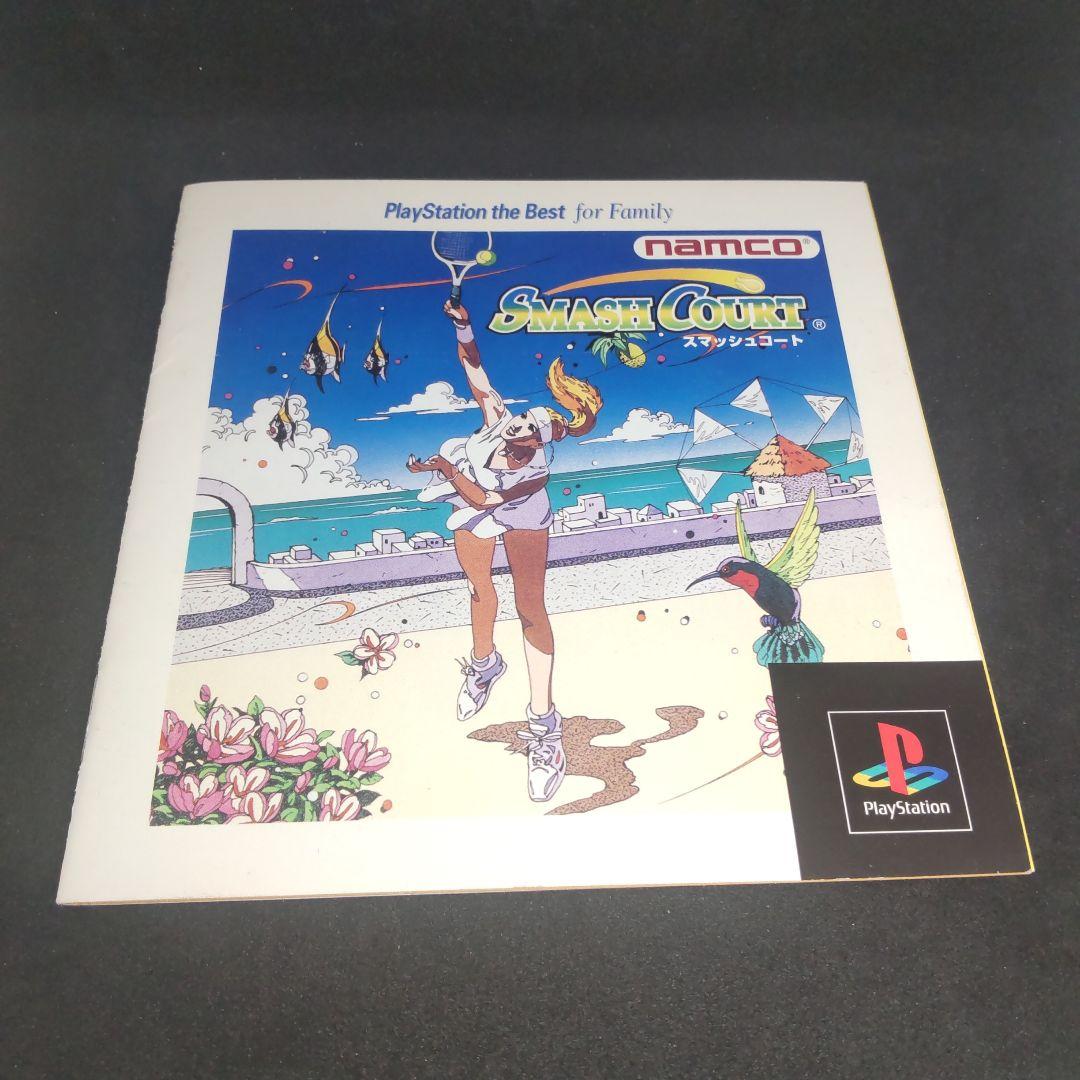 PlayStation the Best for Family
namco®
SMASH COURT®
スマッシュコート
PlayStation